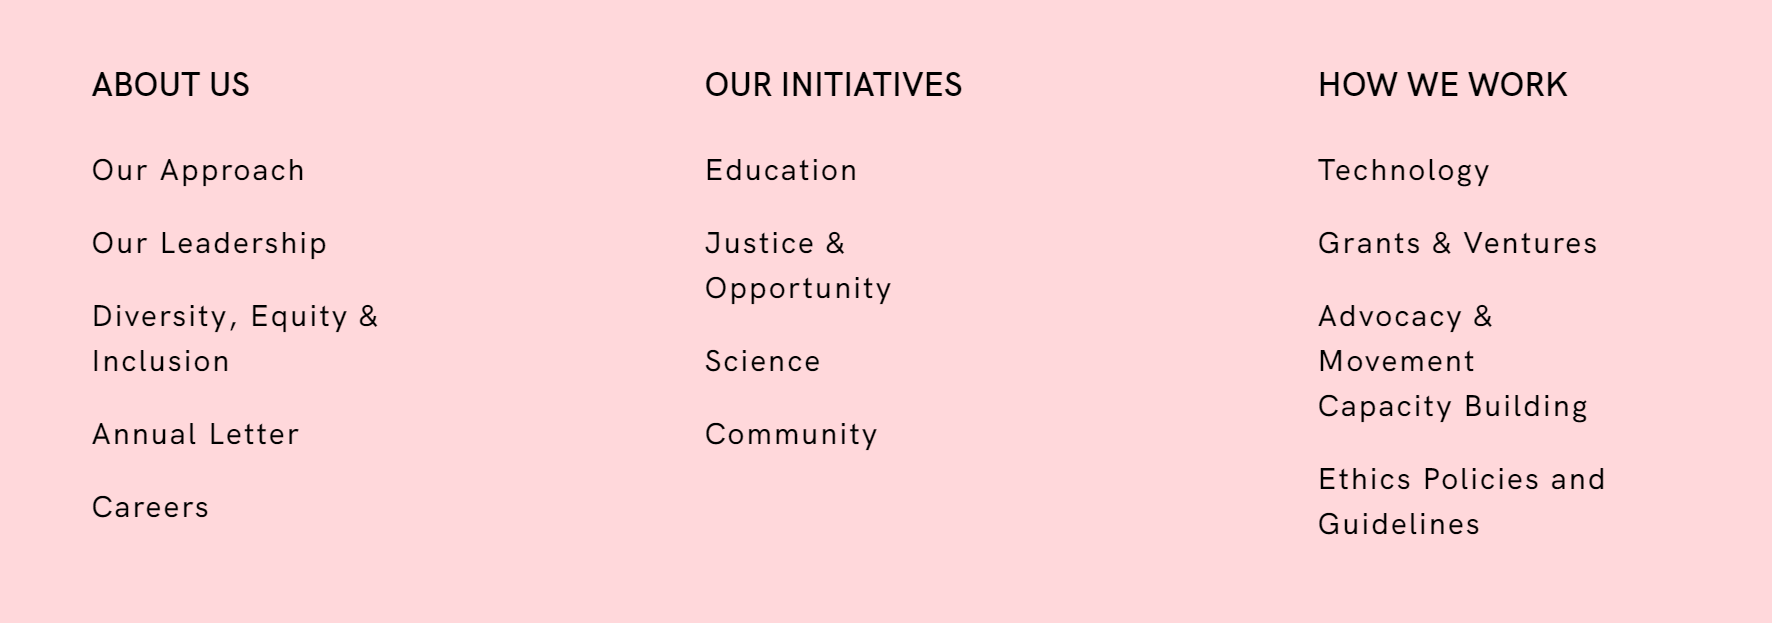 ABOUT US
Our Approach
Our Leadership
Diversity, Equity &
Inclusion
Annual Letter
Careers
OUR INITIATIVES
Education
Justice &
Opportunity
Science
Community
HOW WE WORK
Technology
Grants & Ventures
Advocacy &
Movement
Capacity Building
Ethics Policies and
Guidelines